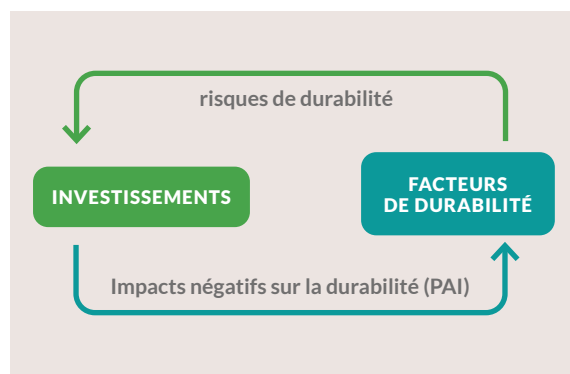 risques de durabilité
INVESTISSEMENTS
FACTEURS
DE DURABILITÉ
Impacts négatifs sur la durabilité (PAI)